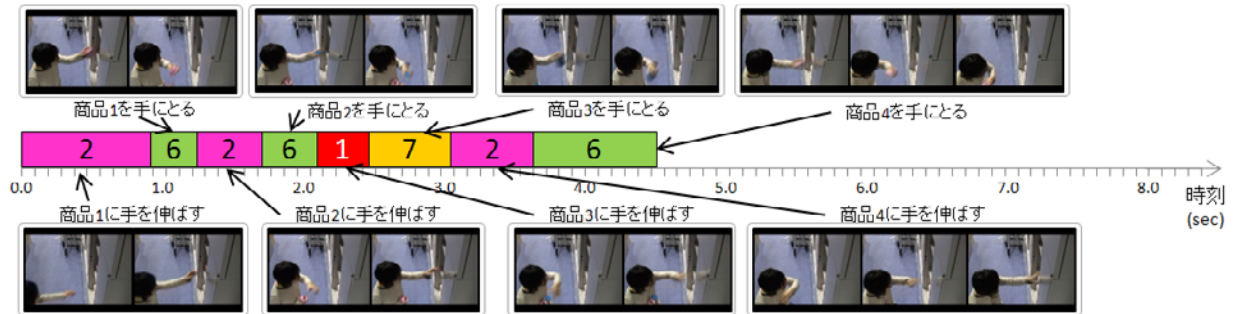 商品1を手にとる 商品2を手にとる 商品3を手にとる 商品4を手にとる
2 6 2 6 1 7 2 6
0.0 1.0 2.0 3.0 4.0 5.0 6.0 7.0 8.0 時刻
(sec)
商品1に手を伸ばす 商品2に手を伸ばす 商品3に手を伸ばす 商品4に手を伸ばす